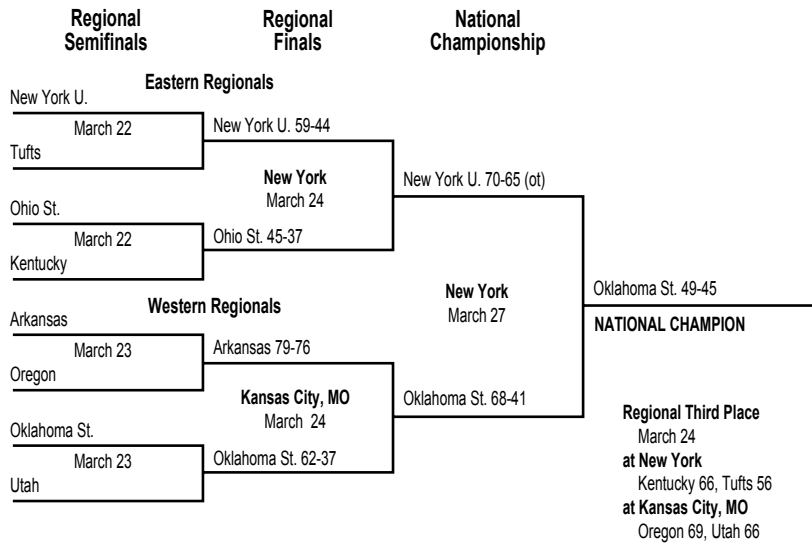 Regional
Semifinals
Regional
Finals
National
Championship
Eastern Regionals
New York U.
March 22
Tufts
New York U. 59-44
New York
March 24
Ohio St.
March 22
Kentucky
Ohio St. 45-37
New York U. 70-65 (ot)
Western Regionals
Arkansas
March 23
Oregon
Arkansas 79-76
Kansas City, MO
March 24
Oklahoma St.
March 23
Utah
Oklahoma St. 62-37
Oklahoma St. 68-41
New York
March 27
Oklahoma St. 49-45
NATIONAL CHAMPION
Regional Third Place
March 24
at New York
Kentucky 66, Tufts 56
at Kansas City, MO
Oregon 69, Utah 66